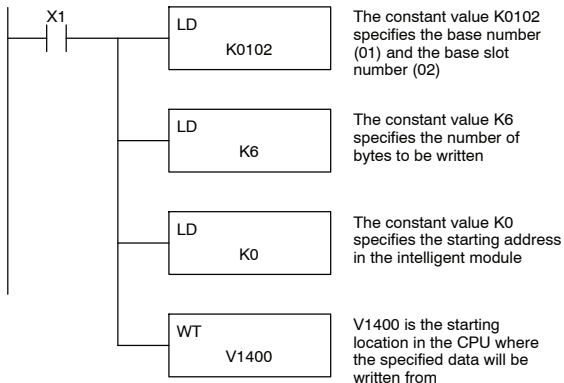 X1
LD
K0102
The constant value K0102
specifies the base number
(01) and the base slot
number (02)
LD
K6
The constant value K6
specifies the number of
bytes to be written
LD
K0
The constant value K0
specifies the starting address
in the intelligent module
WT
V1400
V1400 is the starting
location in the CPU where
the specified data will be
written from